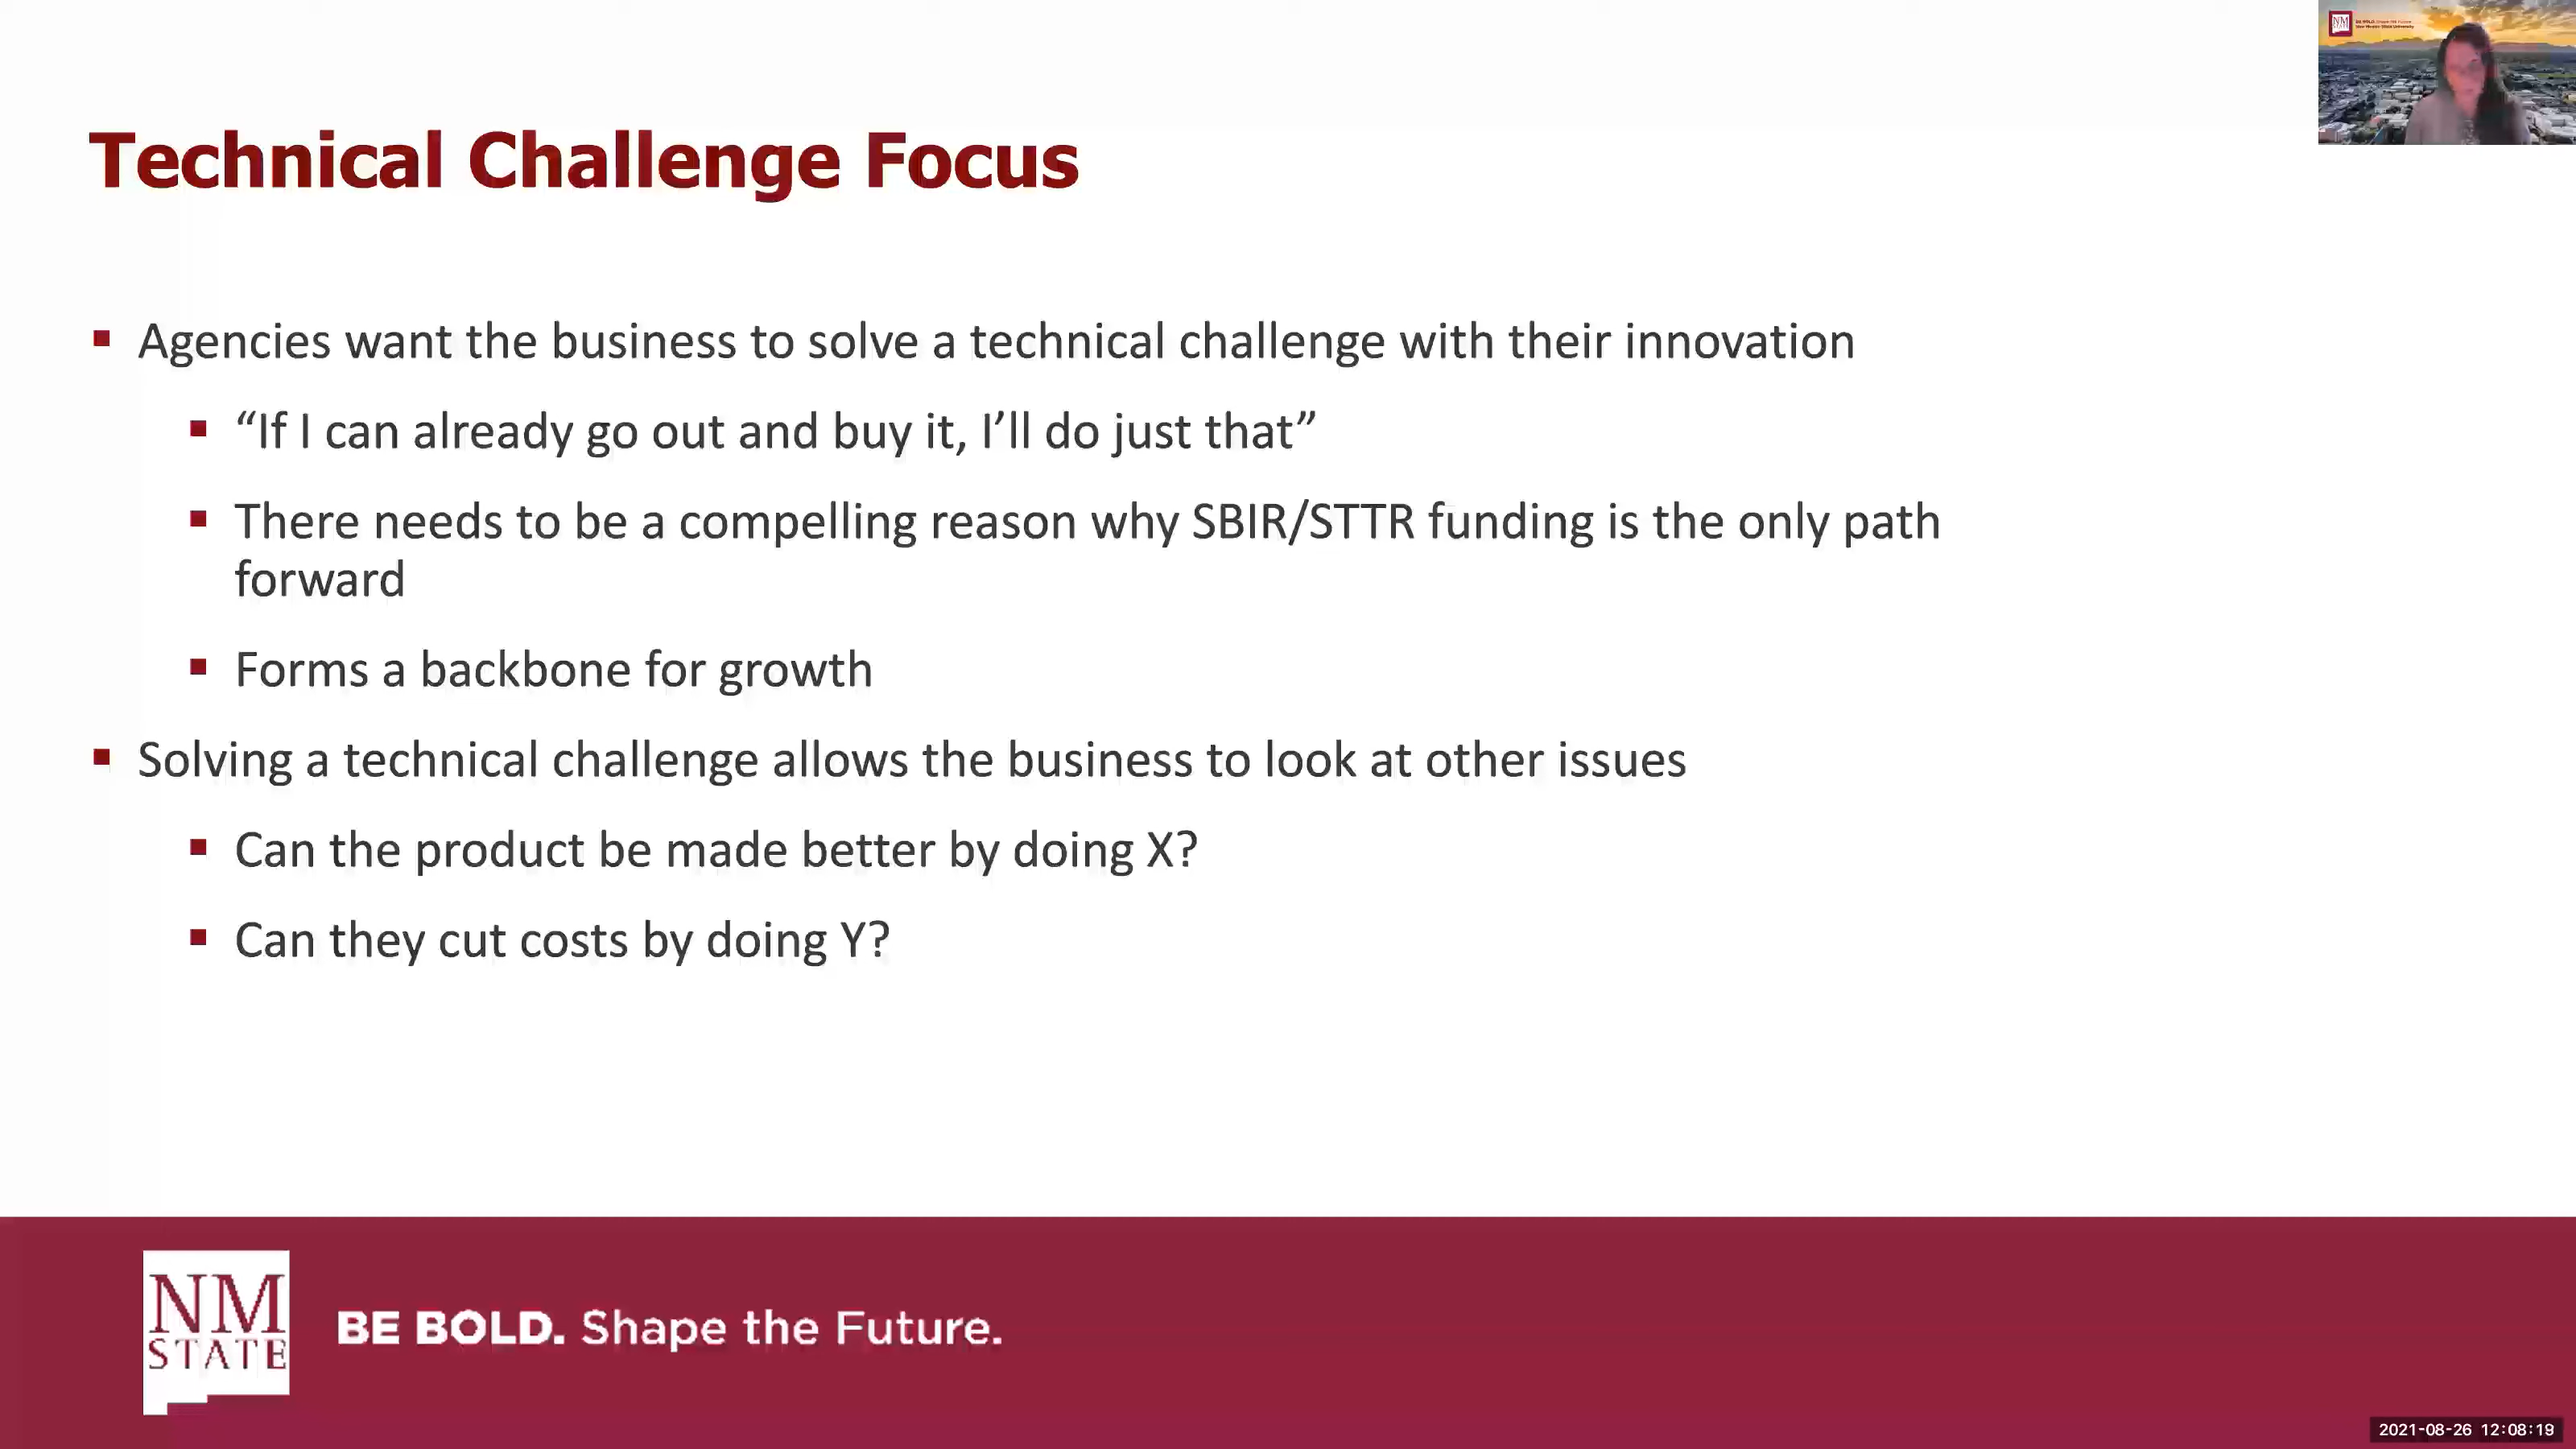 Technical Challenge Focus
▪ Agencies want the business to solve a technical challenge with their innovation
▪ “If I can already go out and buy it, I’ll do just that”
▪ There needs to be a compelling reason why SBIR/STTR funding is the only path
forward
▪ Forms a backbone for growth
▪ Solving a technical challenge allows the business to look at other issues
▪ Can the product be made better by doing X?
▪ Can they cut costs by doing Y?
NM
STATE
BE BOLD. Shape the Future.
2021-08-26 12:08:19